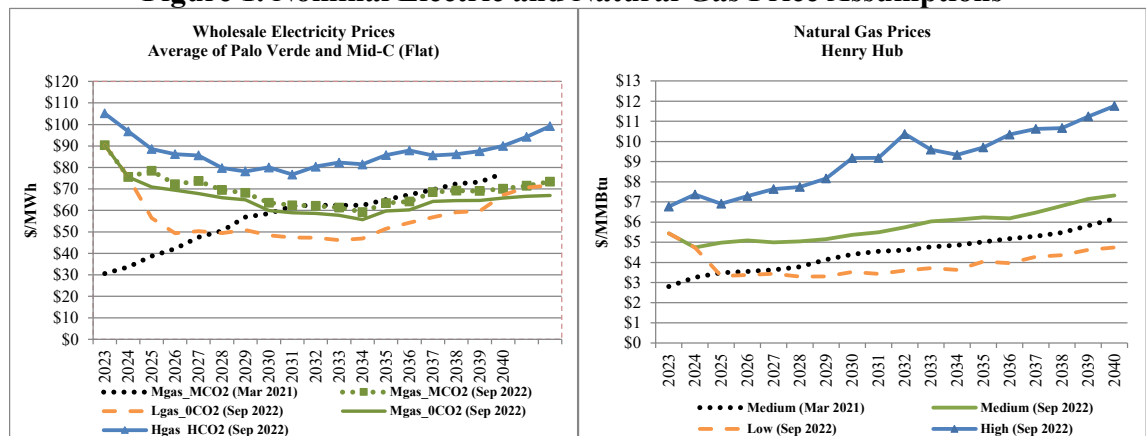 Figure 1. Nominal Electric and Natural Gas Price Assumptions
Wholesale Electricity Prices
Average of Palo Verde and Mid-C (Flat)
$/MWh
$120
$110
$100
$90
$80
$70
$60
$50
$40
$30
$20
$10
$0
2023 2024 2025 2026 2027 2028 2029 2030 2031 2032 2033 2034 2035 2036 2037 2038 2039 2040
Mgas_MCO2 (Mar 2021) Mgas_MCO2 (Sep 2022)
Lgas_0CO2 (Sep 2022) Mgas_0CO2 (Sep 2022)
Hgas_HCO2 (Sep 2022)
Natural Gas Prices
Henry Hub
$/MMBtu
$13
$12
$11
$10
$9
$8
$7
$6
$5
$4
$3
$2
$1
$0
2023 2024 2025 2026 2027 2028 2029 2030 2031 2032 2033 2034 2035 2036 2037 2038 2039 2040
Medium (Mar 2021) Medium (Sep 2022)
Low (Sep 2022) High (Sep 2022)